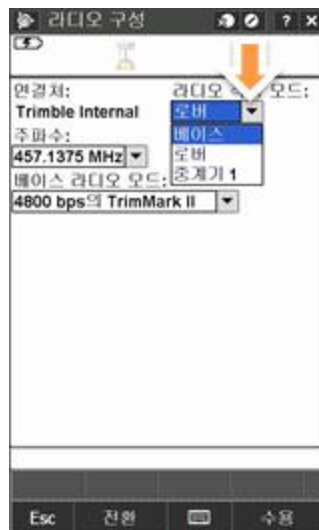 라디오 구성
? ×
연결처:
라디오 모드:
Trimble Internal
로버
주파수:
베이스
457.1375 MHz
로버
베이스 라디오 모드:
중계기 1
4800 bps의 TrimMark II
Esc 전환 수용